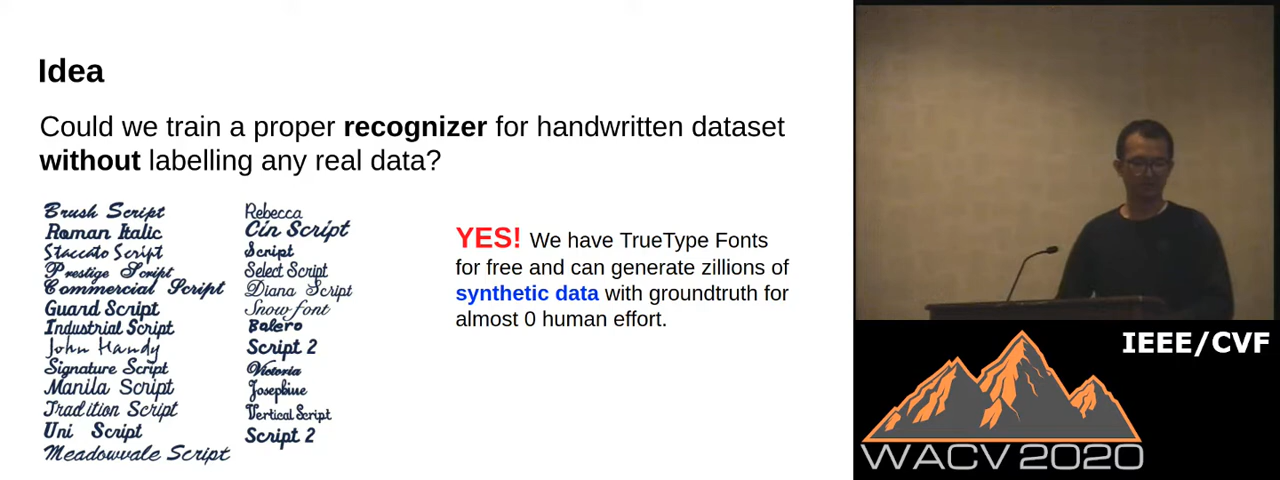 Idea
Could we train a proper recognizer for handwritten dataset
without labelling any real data?
Brush Script
Roman Italic
Staccato Script
Prestige Script
Commercial Script
Guard Script
Industrial Script
John Handy
Signature Script
Manila Script
Tradition Script
Uni Script
Meadowvale Script
Rebecca
Cin Script
Script
Select Script
Diana Script
Snow font
Bolero
Script 2
Victoria
Josephine
Vertical Script
Script 2
YES! We have TrueType Fonts
for free and can generate zillions of
synthetic data with groundtruth for
almost 0 human effort.
IEEE/CVF
WACV 2020